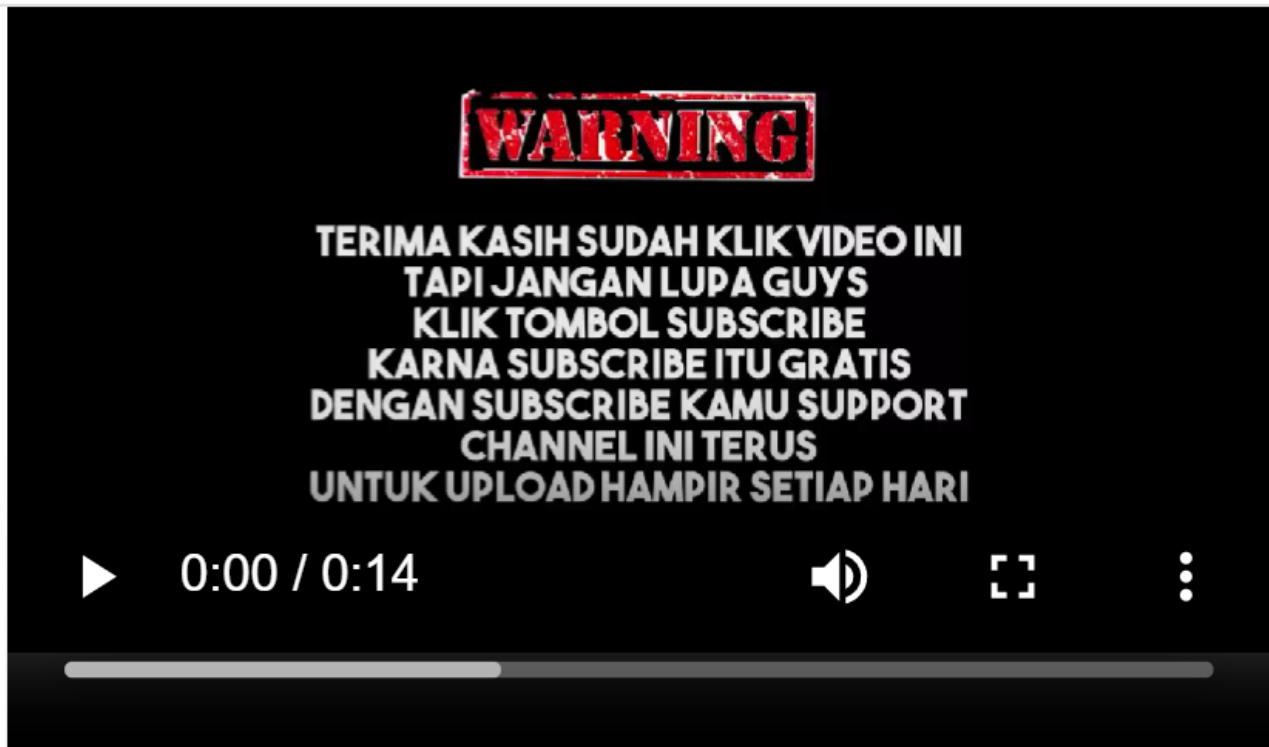 WARNING
TERIMA KASIH SUDAH KLIK VIDEO INI
TAPI JANGAN LUPA GUYS
KLIK TOMBOL SUBSCRIBE
KARNA SUBSCRIBE ITU GRATIS
DENGAN SUBSCRIBE KAMU SUPPORT
CHANNEL INI TERUS
UNTUK UPLOAD HAMPIR SETIAP HARI
0:00 / 0:14